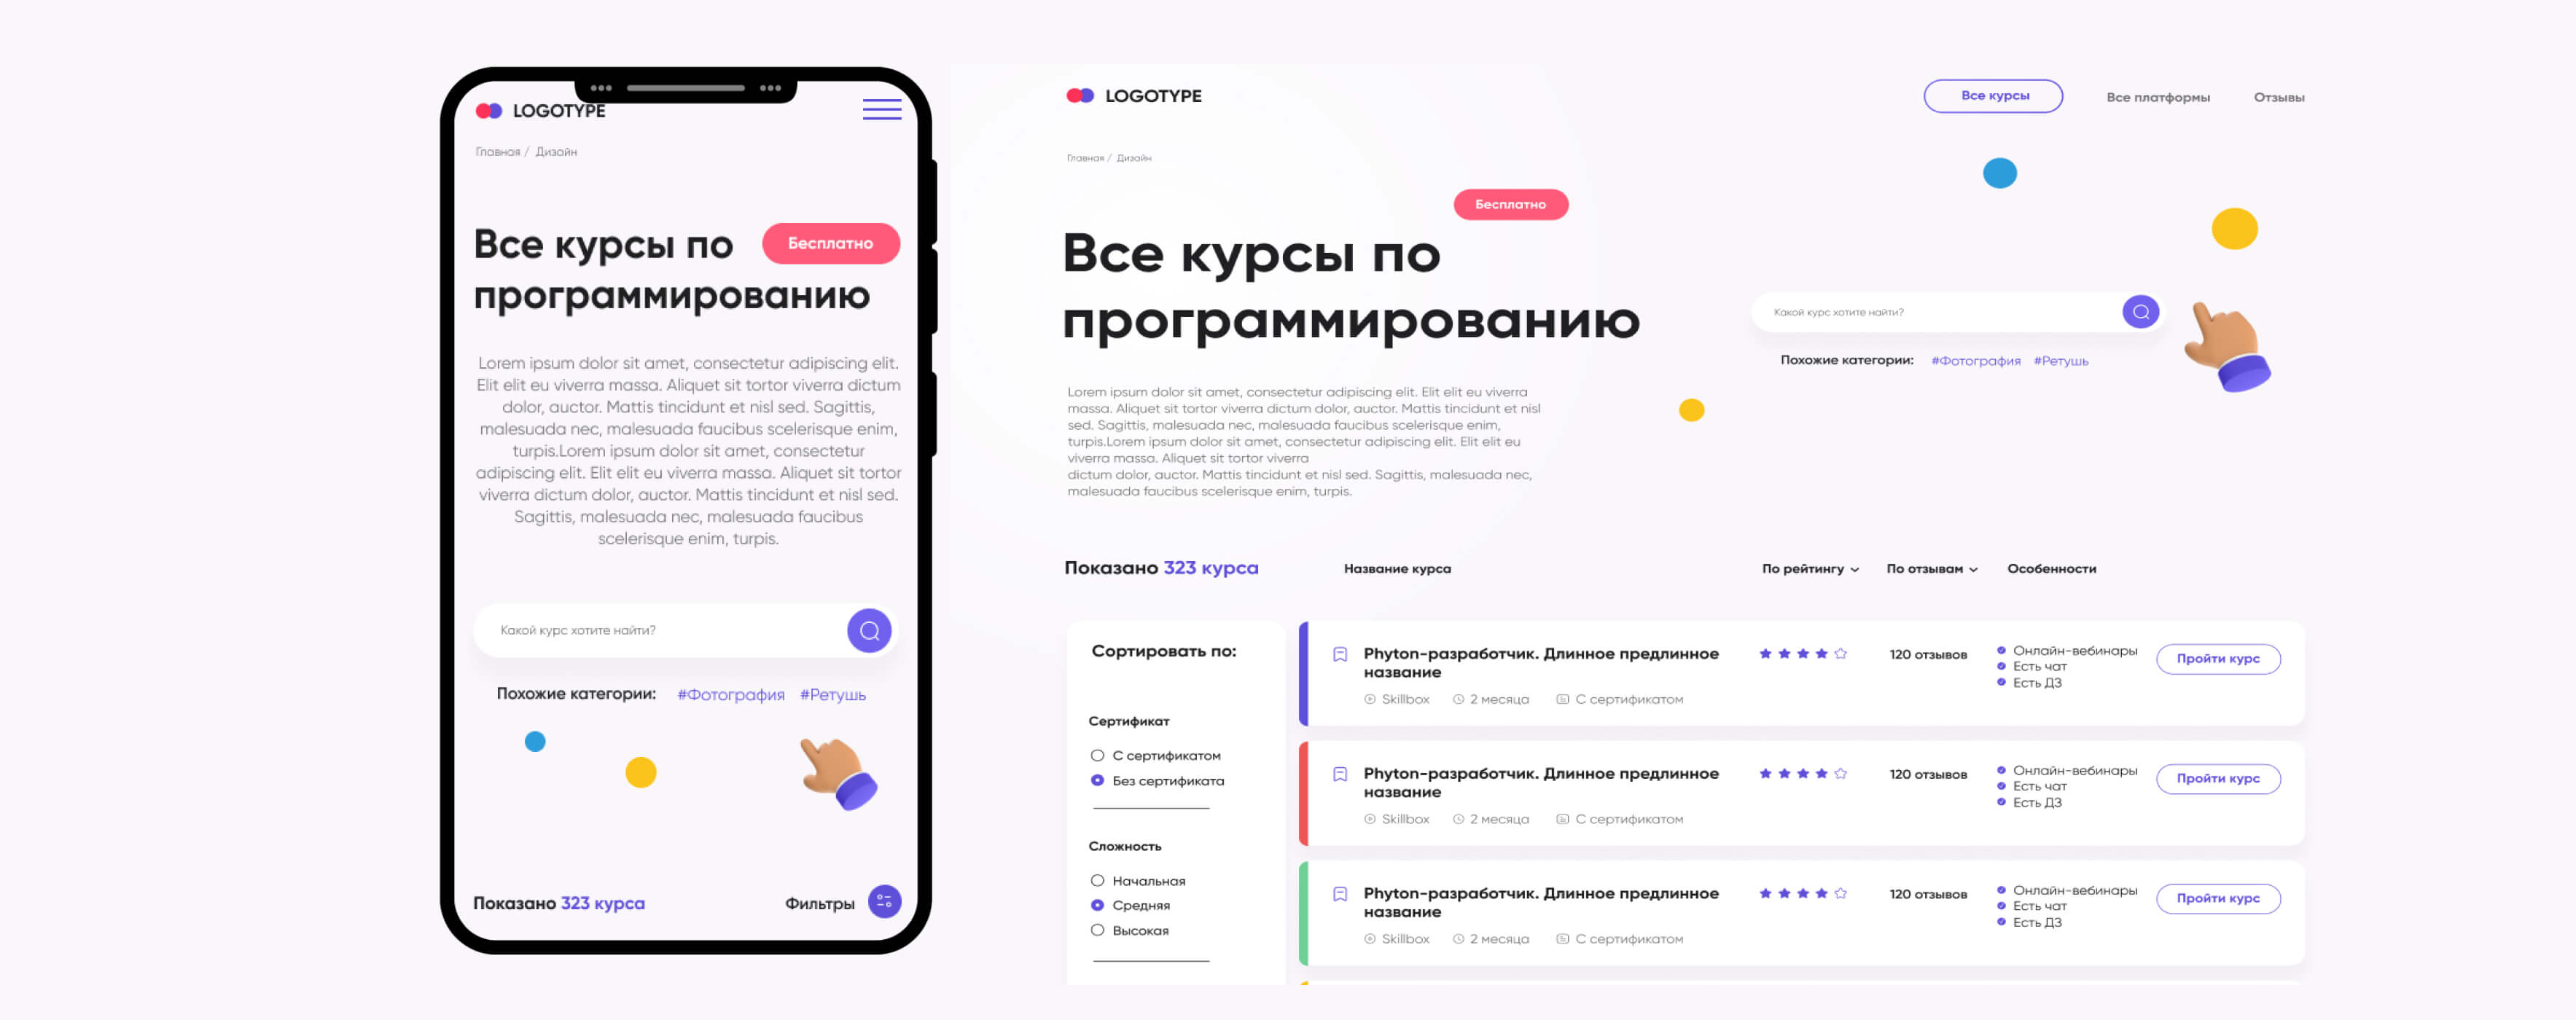 LOGOTYPE
Главная / Дизайн
Все курсы по
Бесплатно
программированию
Lorem ipsum dolor sit amet, consectetur adipiscing elit.
Elit elit eu viverra massa. Aliquet sit tortor viverra dictum
dolor, auctor. Mattis tincidunt et nisl sed. Sagittis,
malesuada nec, malesuada faucibus scelerisque enim,
turpis.Lorem ipsum dolor sit amet, consectetur
adipiscing elit. Elit elit eu viverra massa. Aliquet sit tortor
viverra dictum dolor, auctor. Mattis tincidunt et nisl sed.
Sagittis, malesuada nec, malesuada faucibus
scelerisque enim, turpis.
Какой курс хотите найти?
Похожие категории: #Фотография #Ретушь
Показано 323 курса
Фильтры
LOGOTYPE
Все курсы
Все платформы
Отзывы
Главная / Дизайн
Бесплатно
Все курсы по
программированию
Lorem ipsum dolor sit amet, consectetur adipiscing elit. Elit elit eu viverra
massa. Aliquet sit tortor viverra dictum dolor, auctor. Mattis tincidunt et nisl
sed. Sagittis, malesuada nec, malesuada faucibus scelerisque enim,
turpis.Lorem ipsum dolor sit amet, consectetur adipiscing elit. Elit elit eu
viverra massa. Aliquet sit tortor viverra
dictum dolor, auctor. Mattis tincidunt et nisl sed. Sagittis, malesuada nec,
malesuada faucibus scelerisque enim, turpis.
Какой курс хотите найти?
Похожие категории: #Фотография #Ретушь
Показано 323 курса
Название курса
По рейтингу
По отзывам
Особенности
Сортировать по:
Сертификат
С сертификатом
Без сертификата
Сложность
Начальная
Средняя
Высокая
Phyton-разработчик. Длинное предлинное
название
Skillbox 2 месяца С сертификатом
120 отзывов
Онлайн-вебинары
Есть чат
Есть ДЗ
Пройти курс
Phyton-разработчик. Длинное предлинное
название
Skillbox 2 месяца С сертификатом
120 отзывов
Онлайн-вебинары
Есть чат
Есть ДЗ
Пройти курс
Phyton-разработчик. Длинное предлинное
название
Skillbox 2 месяца С сертификатом
120 отзывов
Онлайн-вебинары
Есть чат
Есть ДЗ
Пройти курс